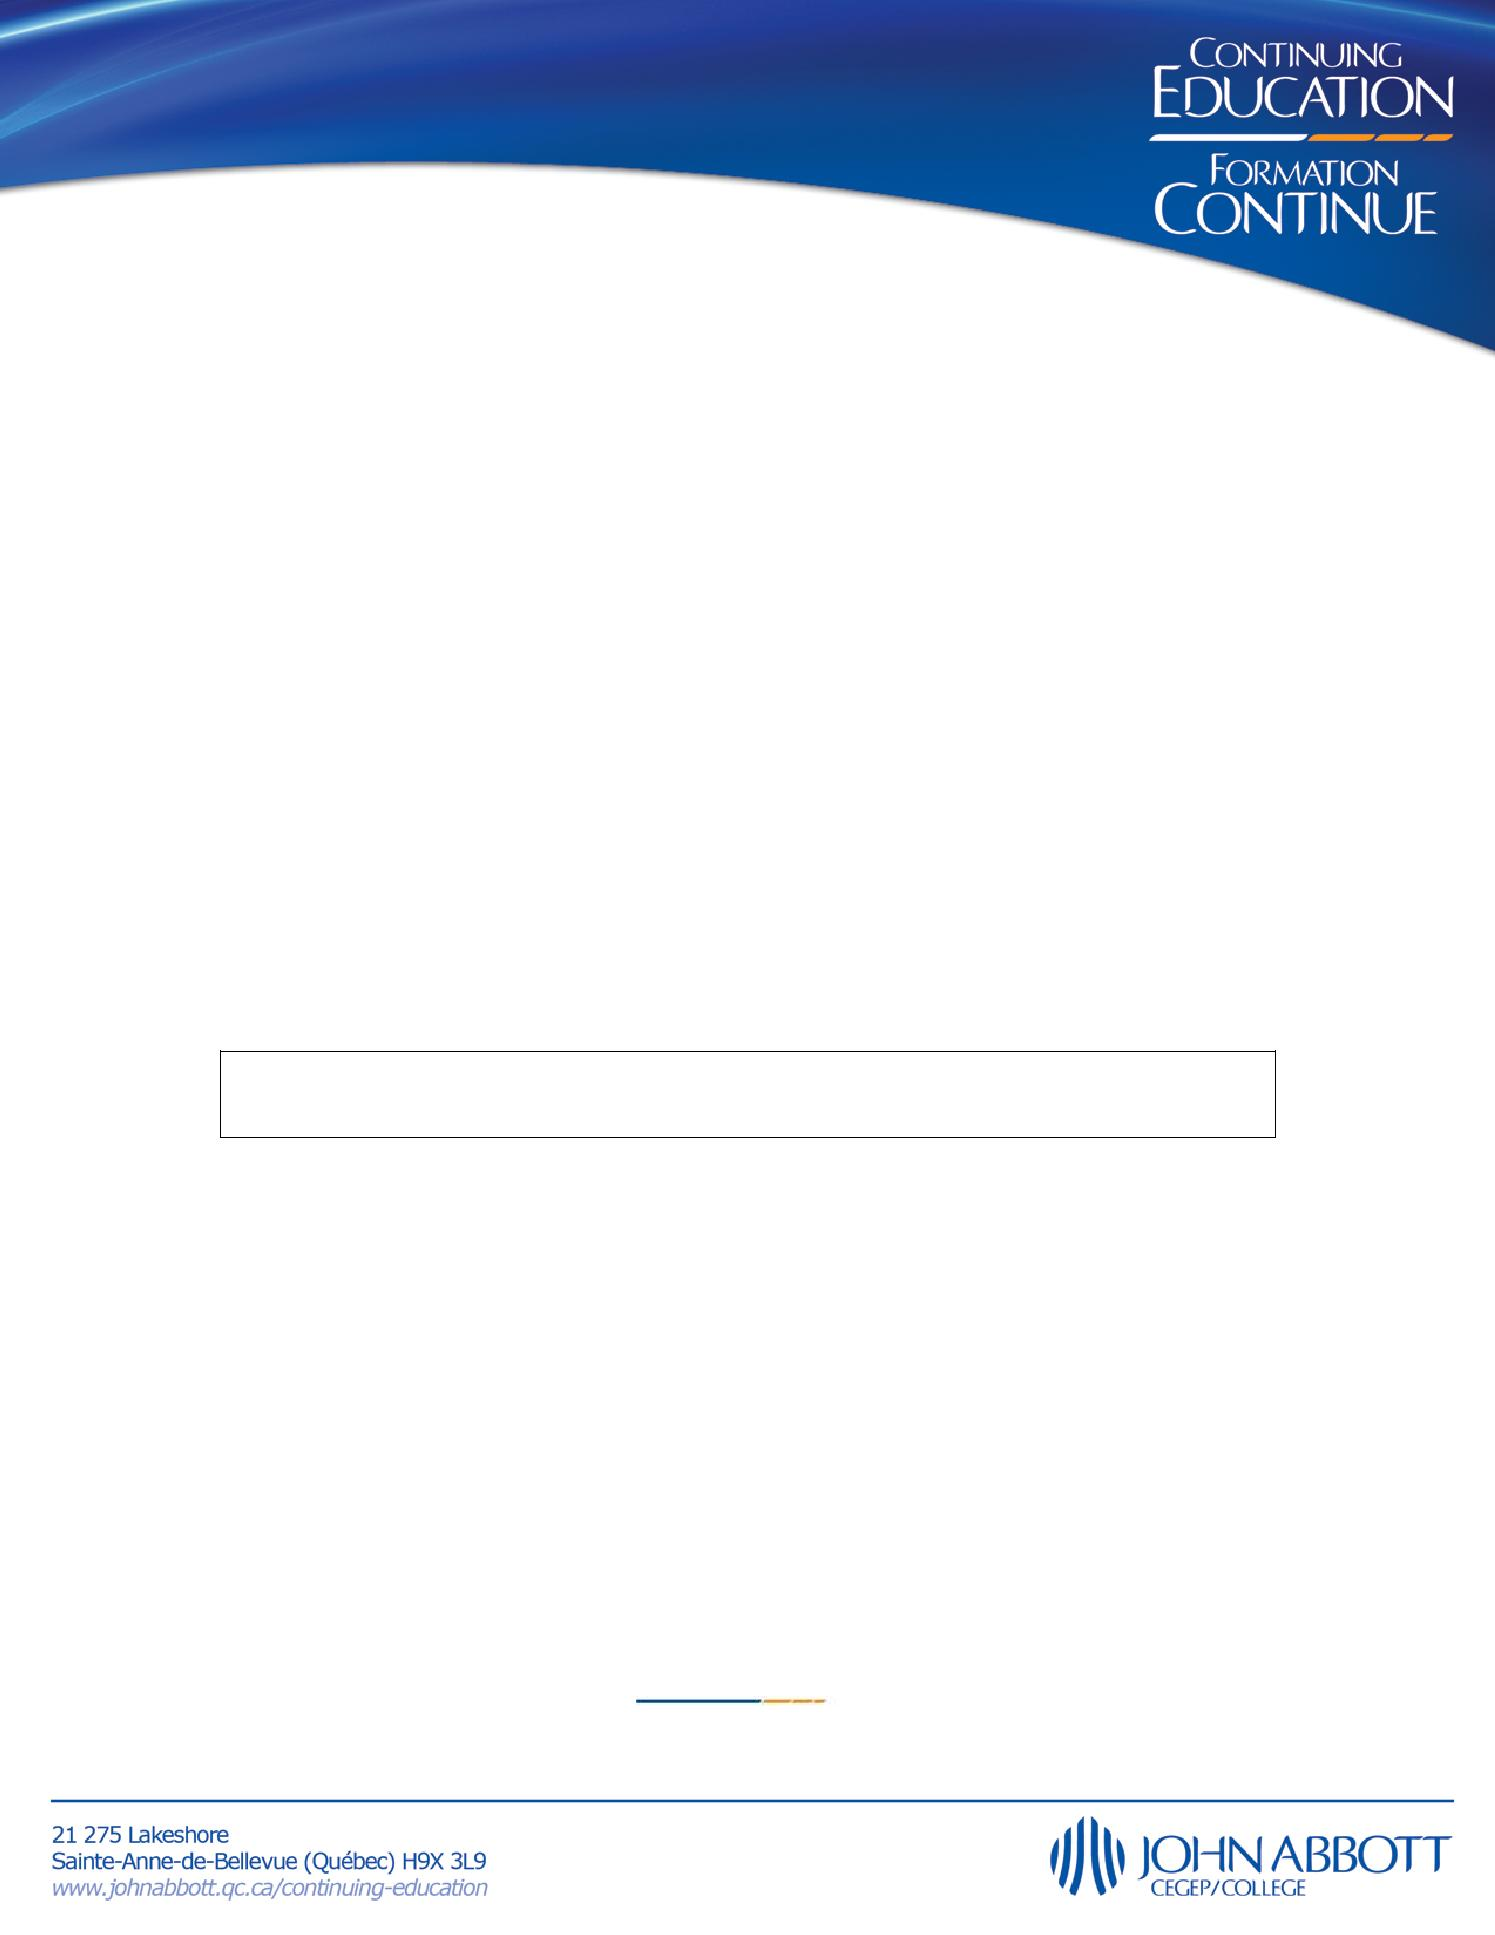 CONTINUING
EDUCATION
FORMATION
CONTINUE
21 275 Lakeshore
Sainte-Anne-de-Bellevue (Québec) H9X 3L9
www.johnabbott.qc.ca/continuing-education
JOHN ABBOTT
CEGEP/COLLEGE